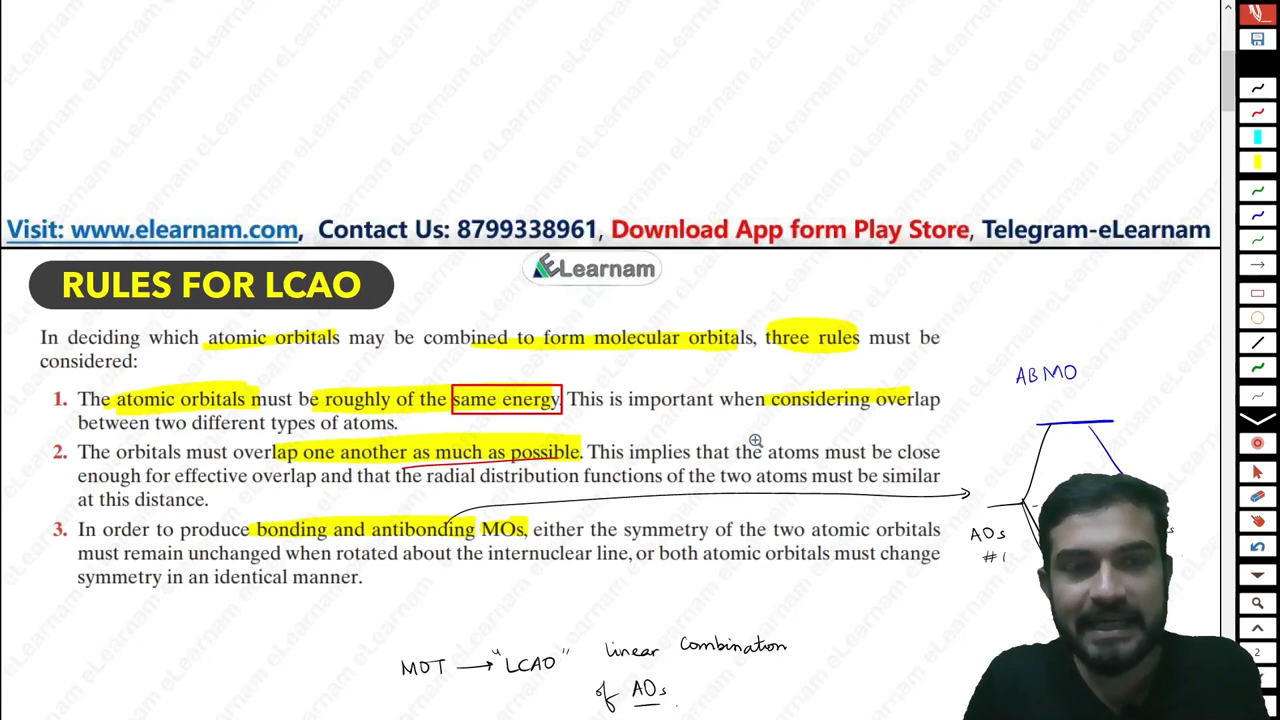 Visit: www.elearnam.com, Contact Us: 8799338961, Download App form Play Store, Telegram-eLearnam
ELearnam
RULES FOR LCAO
In deciding which atomic orbitals may be combined to form molecular orbitals, three rules must be
considered:
1. The atomic orbitals must be roughly of the same energy. This is important when considering overlap
between two different types of atoms.
2. The orbitals must overlap one another as much as possible. This implies that the atoms must be close
enough for effective overlap and that the radial distribution functions of the two atoms must be similar
at this distance.
3. In order to produce bonding and antibonding MOs, either the symmetry of the two atomic orbitals
must remain unchanged when rotated about the internuclear line, or both atomic orbitals must change
symmetry in an identical manner.
ABMO
AOs
#1
MOT → "LCAO" linear combination
of AOs.
2